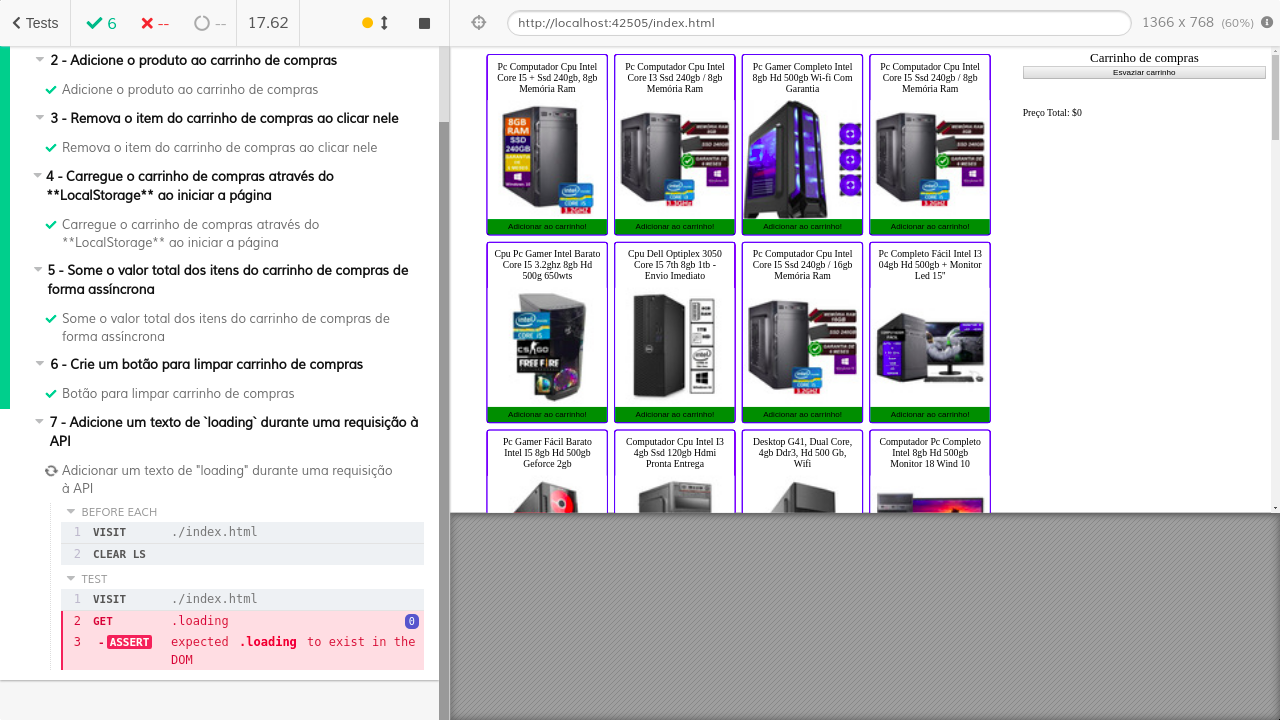 Tests
6
--
--
17.62
2 - Adicione o produto ao carrinho de compras
Adicione o produto ao carrinho de compras
3 - Remova o item do carrinho de compras ao clicar nele
Remova o item do carrinho de compras ao clicar nele
4 - Carregue o carrinho de compras através do
**LocalStorage** ao iniciar a página
Carregue o carrinho de compras através do
**LocalStorage** ao iniciar a página
5 - Some o valor total dos itens do carrinho de compras de
forma assíncrona
Some o valor total dos itens do carrinho de compras de
forma assíncrona
6 - Crie um botão para limpar carrinho de compras
Botão para limpar carrinho de compras
7 - Adicione um texto de `loading` durante uma requisição à
API
Adicionar um texto de "loading" durante uma requisição
à API
BEFORE EACH
1 VISIT ./index.html
2 CLEAR LS
TEST
1 VISIT ./index.html
2 GET .loading 0
3 -ASSERT expected .loading to exist in the
DOM
http://localhost:42505/index.html
1366 x 768 (60%)
Pc Computador Cpu Intel
Core I5 + Ssd 240gb, 8gb
Memória Ram
8GB
RAM
SSD
240GB
Adicionar ao carrinho!
Pc Computador Cpu Intel
Core I3 Ssd 240gb / 8gb
Memória Ram
Adicionar ao carrinho!
Pc Gamer Completo Intel
8gb Hd 500gb Wi-fi Com
Garantia
Adicionar ao carrinho!
Pc Computador Cpu Intel
Core I5 Ssd 240gb / 8gb
Memória Ram
Adicionar ao carrinho!
Cpu Pc Gamer Intel Barato
Core I5 3.2ghz 8gb Hd
500g 650wts
CS GO
FREE FIRE
Adicionar ao carrinho!
Cpu Dell Optiplex 3050
Core I5 7th 8gb 1tb -
Envio Imediato
Adicionar ao carrinho!
Pc Computador Cpu Intel
Core I5 Ssd 240gb / 16gb
Memória Ram
Adicionar ao carrinho!
Pc Completo Fácil Intel I3
04gb Hd 500gb + Monitor
Led 15"
Adicionar ao carrinho!
Pc Gamer Fácil Barato
Intel I5 8gb Hd 500gb
Geforce 2gb
Computador Cpu Intel I3
4gb Ssd 120gb Hdmi
Pronta Entrega
Desktop G41, Dual Core,
4gb Ddr3, Hd 500 Gb,
Wifi
Computador Pc Completo
Intel 8gb Hd 500gb
Monitor 18 Wind 10
Carrinho de compras
Esvaziar carrinho
Preço Total: $0